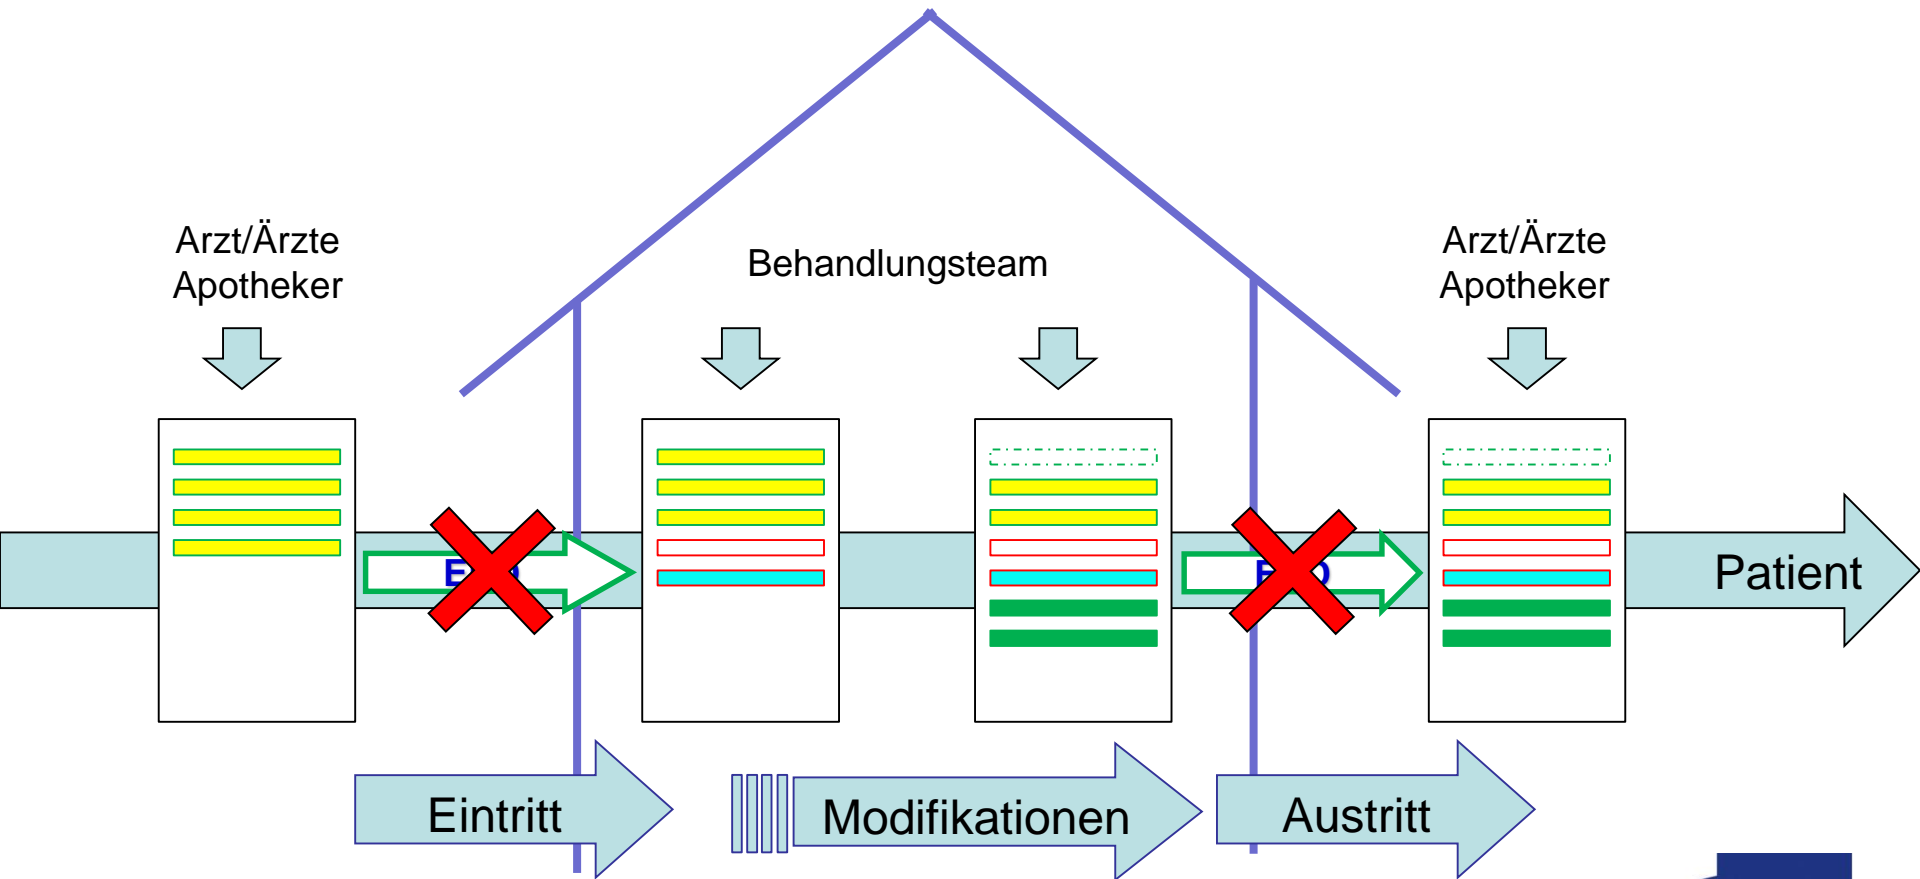 Arzt/Ärzte
Apotheker
Behandlungsteam
Arzt/Ärzte
Apotheker
Patient
Eintritt
Modifikationen
Austritt